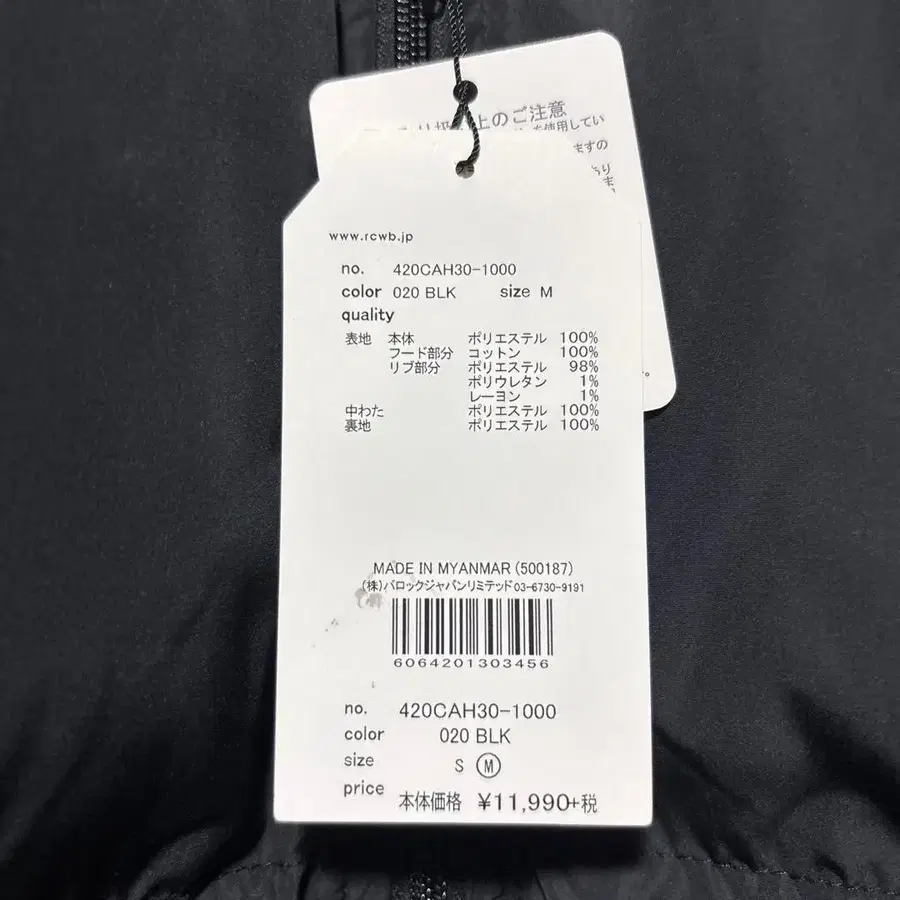 上のご注意
使用してい
ますの
www.rcwb.jp
no. 420CAH30-1000
color 020 BLK size M
quality
表地 本体 ポリエステル 100%
フード部分 コットン 100%
リブ部分 ポリエステル 98%
ポリウレタン 1%
レーヨン 1%
中わた ポリエステル 100%
裏地 ポリエステル 100%
MADE IN MYANMAR (500187)
(株)バロックジャパンリミテッド03-6730-9191
6064201303456
no. 420CAH30-1000
color 020 BLK
size S M
price 本体価格 ¥11,990+税